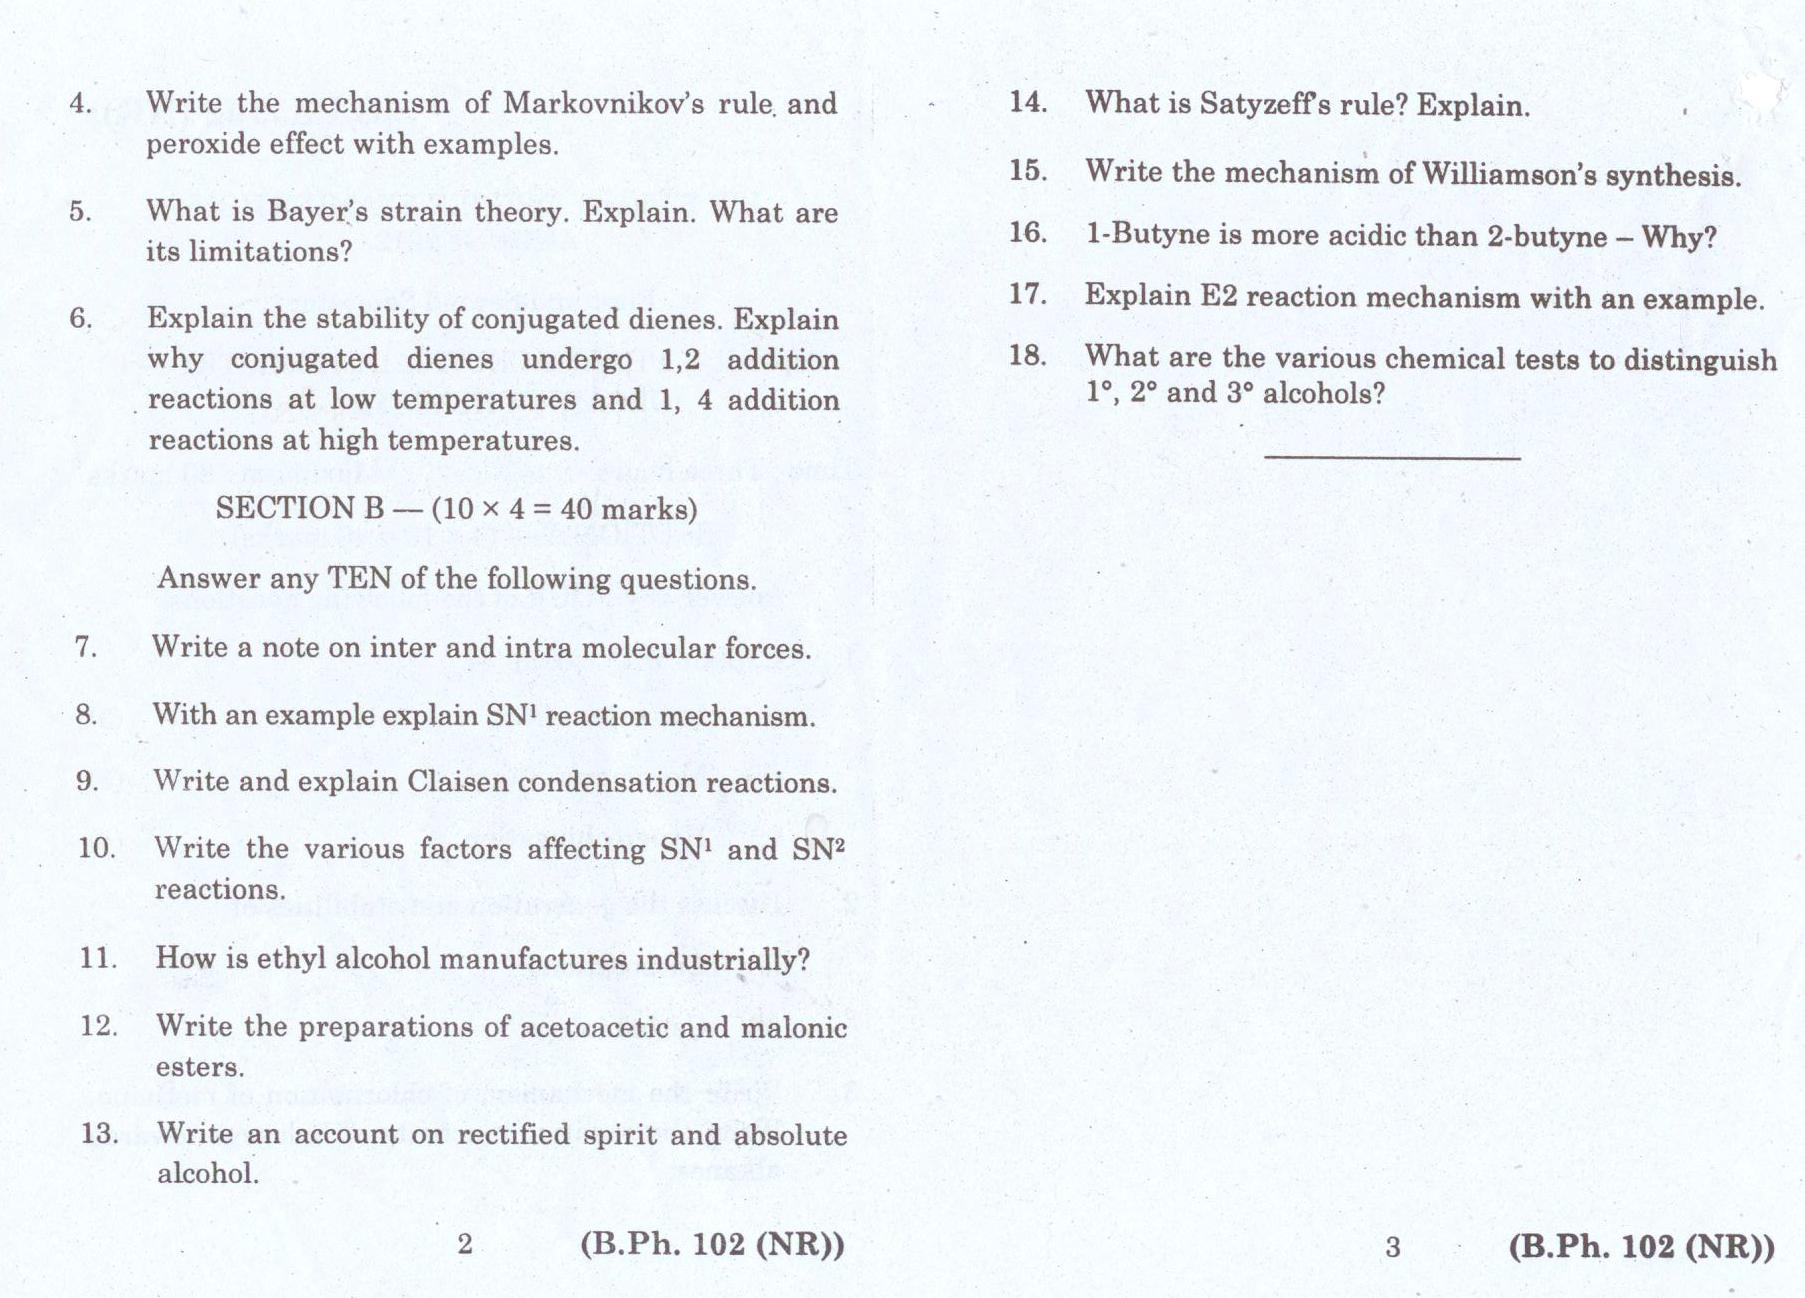 4. Write the mechanism of Markovnikov's rule and
peroxide effect with examples.
5. What is Bayer's strain theory. Explain. What are
its limitations?
6. Explain the stability of conjugated dienes. Explain
why conjugated dienes undergo 1,2 addition
reactions at low temperatures and 1, 4 addition
reactions at high temperatures.
SECTION B — (10 × 4 = 40 marks)
Answer any TEN of the following questions.
7. Write a note on inter and intra molecular forces.
8. With an example explain SN¹ reaction mechanism.
9. Write and explain Claisen condensation reactions.
10. Write the various factors affecting SN¹ and SN²
reactions.
11. How is ethyl alcohol manufactures industrially?
12. Write the preparations of acetoacetic and malonic
esters.
13. Write an account on rectified spirit and absolute
alcohol.
2 (B.Ph. 102 (NR))
14. What is Satyzeff's rule? Explain.
15. Write the mechanism of Williamson's synthesis.
16. 1-Butyne is more acidic than 2-butyne – Why?
17. Explain E2 reaction mechanism with an example.
18. What are the various chemical tests to distinguish
1°, 2° and 3° alcohols?
3 (B.Ph. 102 (NR))